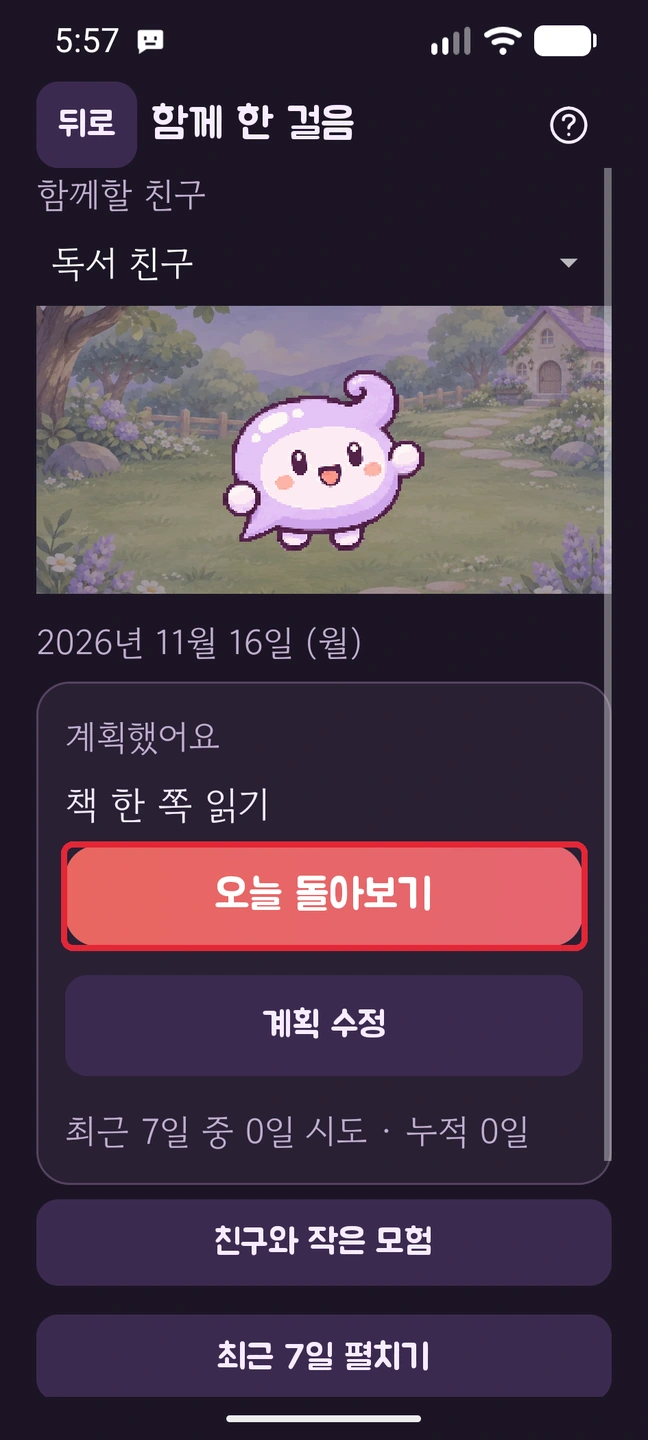 5:57
뒤로 함께 한 걸음
함께할 친구
독서 친구
2026년 11월 16일 (월)
계획했어요
책 한 쪽 읽기
오늘 돌아보기
계획 수정
최근 7일 중 0일 시도 · 누적 0일
친구와 작은 모험
최근 7일 펼치기